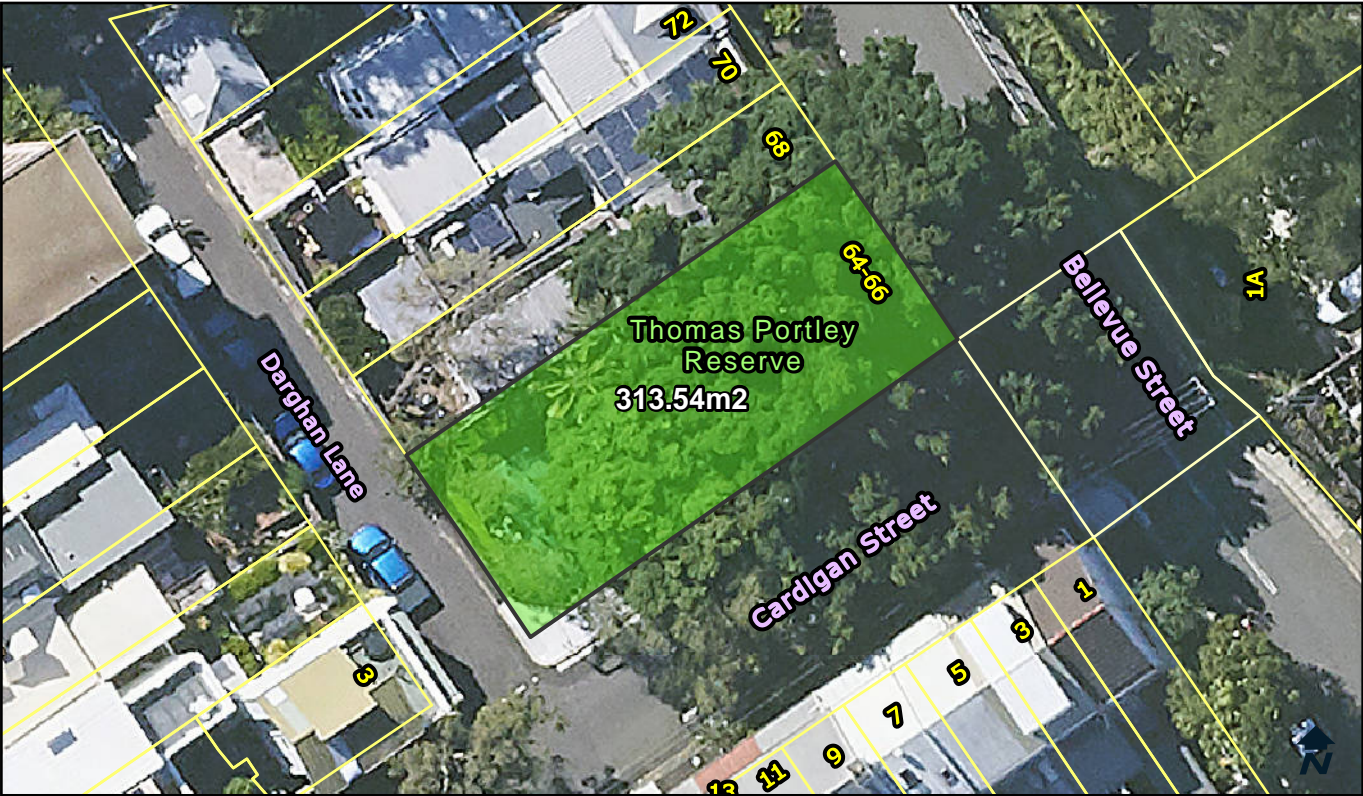 72
70
68
64-66
Thomas Portley
Reserve
313.54m2
Bellevue Street
1A
Darghan Lane
Cardigan Street
3
1
3
5
7
9
11
13
N